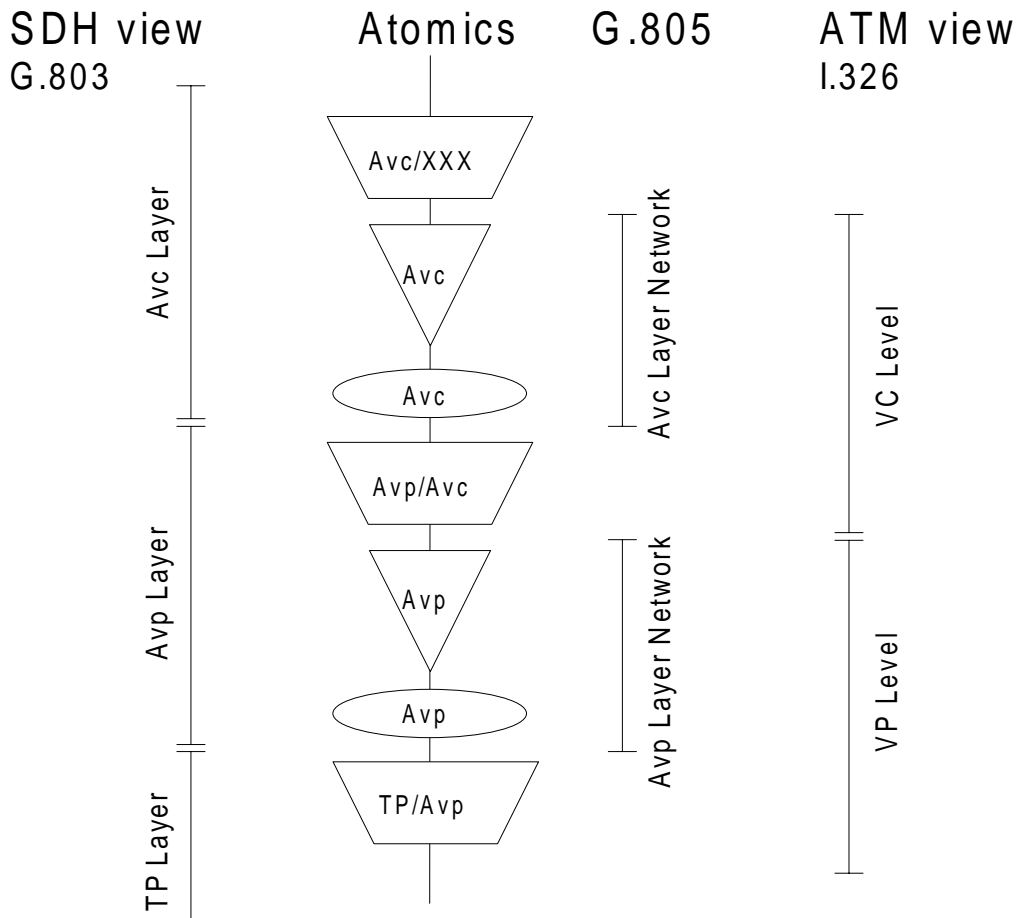 SDH view
G.803
Atomics
G.805
ATM view
I.326
Avc Layer
Avp Layer
TP Layer
Avc/XXX
Avc
Avc
Avp/Avc
Avp
Avp
TP/Avp
Avc Layer Network
Avp Layer Network
VC Level
VP Level